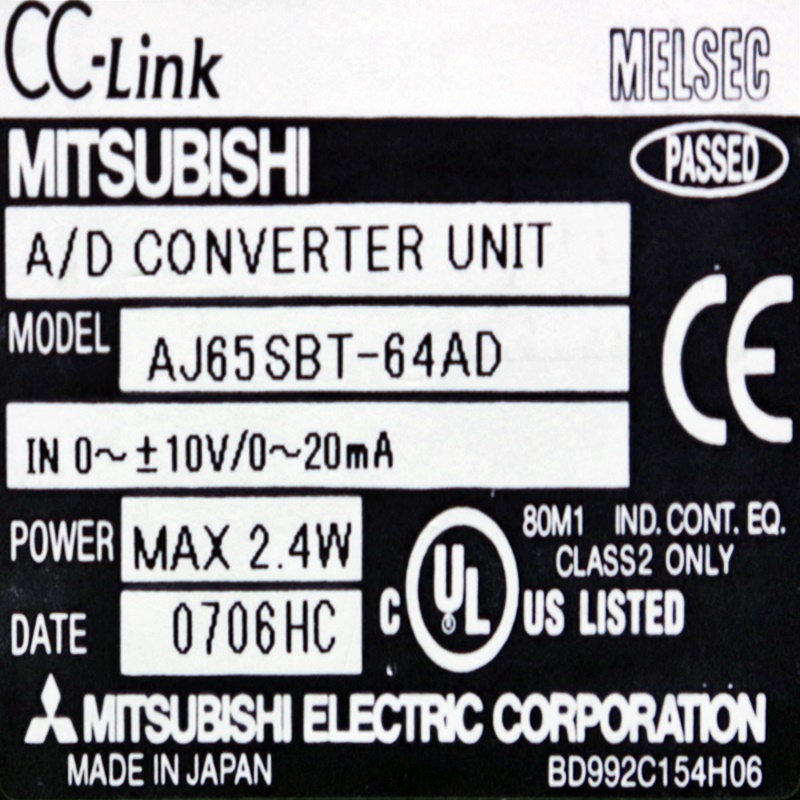 CC-Link MELSEC
MITSUBISHI PASSED
A/D CONVERTER UNIT
MODEL AJ65SBT-64AD
CE
IN 0～±10V/0～20mA
POWER MAX 2.4W
80M1 IND. CONT. EQ.
CLASS2 ONLY
DATE 0706HC
C UL US LISTED
MITSUBISHI ELECTRIC CORPORATION
MADE IN JAPAN BD992C154H06